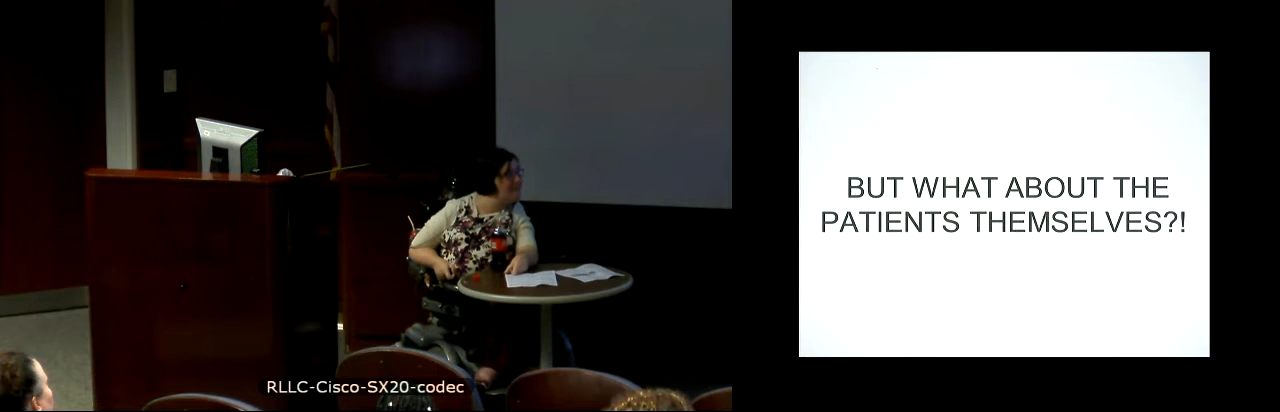 BUT WHAT ABOUT THE
PATIENTS THEMSELVES?!
RLLC-Cisco-SX20-codec